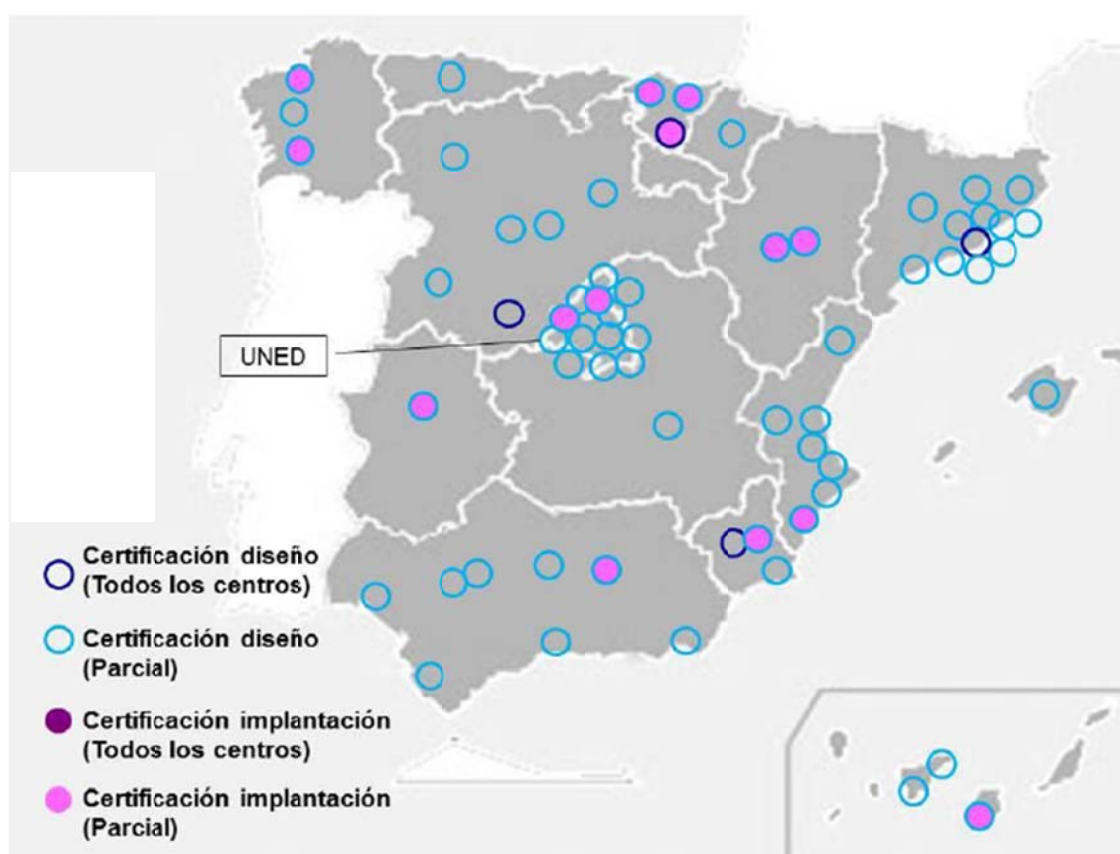 UNED
Certificación diseño
(Todos los centros)
Certificación diseño
(Parcial)
Certificación implantación
(Todos los centros)
Certificación implantación
(Parcial)